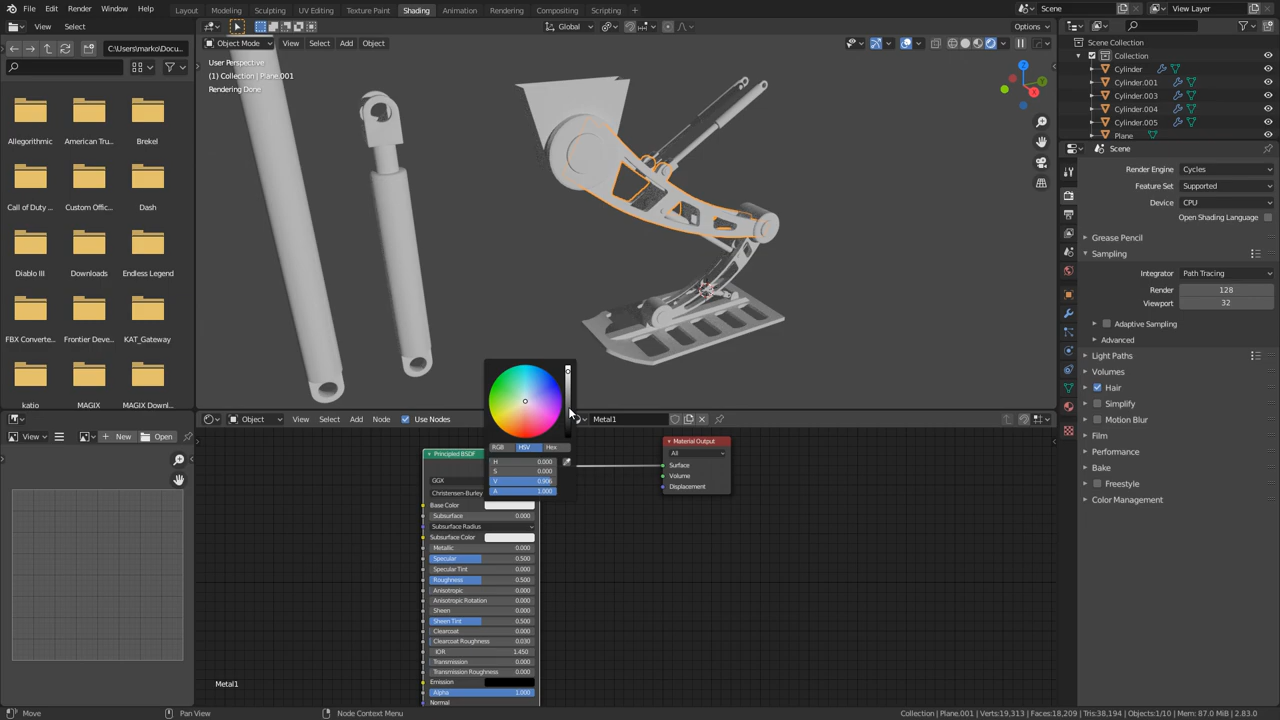 File Edit Render Window Help Layout Modeling Sculpting UV Editing Texture Paint Shading Animation Rendering Compositing Scripting Scene View Layer
View Select C:\Users\marko\Docu... Global Options
Object Mode View Select Add Object
User Perspective
(1) Collection | Plane.001
Rendering Done
Allegorithmic American Tru... Brekel
Call of Duty ... Custom Offic... Dash
Diablo III Downloads Endless Legend
FBX Converte... Frontier Deve... KAT_Gateway
katio MAGIX MAGIX Downl...
Scene Collection
Collection
Cylinder
Cylinder.001
Cylinder.003
Cylinder.004
Cylinder.005
Plane
Scene
Render Engine Cycles
Feature Set Supported
Device CPU
Open Shading Language
Grease Pencil
Sampling
Integrator Path Tracing
Render 128
Viewport 32
Adaptive Sampling
Advanced
Light Paths
Volumes
Hair
Simplify
Motion Blur
Film
Performance
Bake
Freestyle
Color Management
View New Open
Object View Select Add Node Use Nodes Metal1
RGB HSV Hex
H 0.000
S 0.000
V 0.906
A 1.000
Principled BSDF
GGX
Christensen-Burley
Base Color
Subsurface 0.000
Subsurface Radius
Subsurface Color
Metallic 0.000
Specular 0.500
Specular Tint 0.000
Roughness 0.500
Anisotropic 0.000
Anisotropic Rotation 0.000
Sheen 0.000
Sheen Tint 0.500
Clearcoat 0.000
Clearcoat Roughness 0.030
IOR 1.450
Transmission 0.000
Transmission Roughness 0.000
Emission
Alpha 1.000
Normal
Material Output
All
Surface
Volume
Displacement
Metal1
Move Pan View Node Context Menu Collection | Plane.001 | Verts:19,313 | Faces:18,209 | Tris:38,194 | Objects:1/10 | Mem: 87.0 MiB | 2.83.0